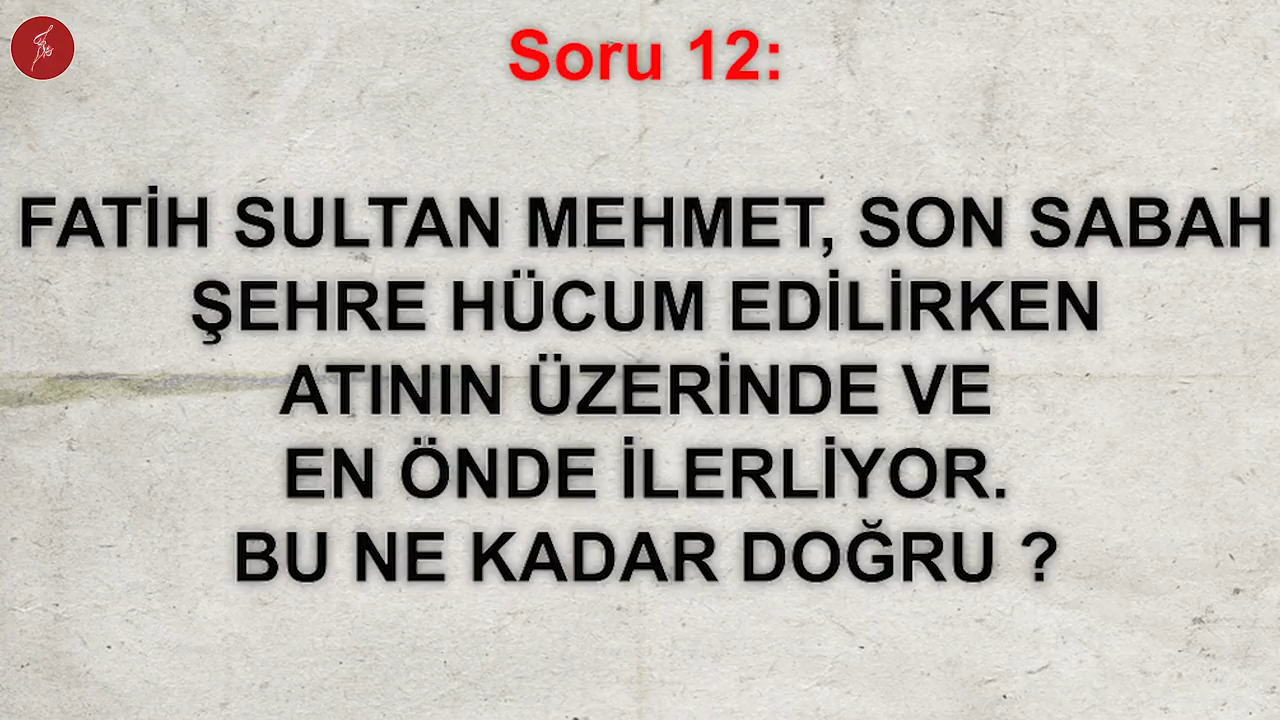 Soru 12:
FATİH SULTAN MEHMET, SON SABAH
ŞEHRE HÜCUM EDİLİRKEN
ATININ ÜZERİNDE VE
EN ÖNDE İLERLİYOR.
BU NE KADAR DOĞRU ?